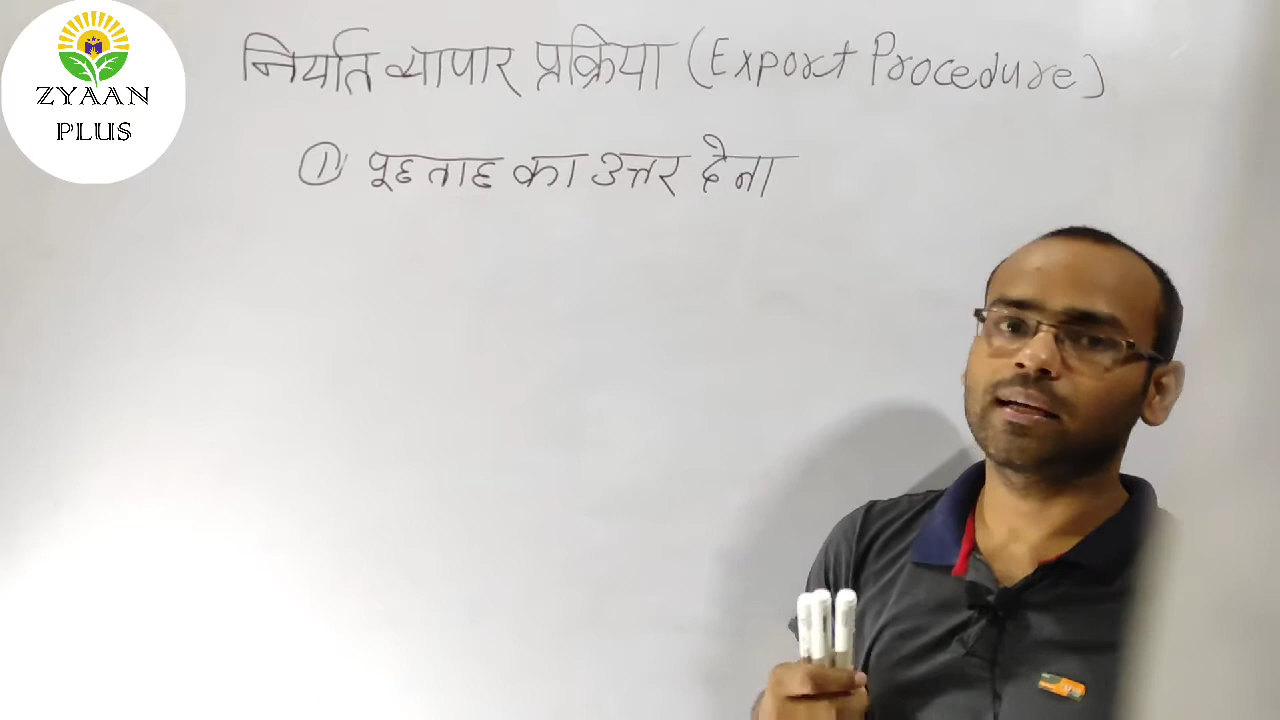 ZYAAN
PLUS
निर्यात व्यापार प्रक्रिया (Export Procedure)
① पूछताछ का उत्तर देना